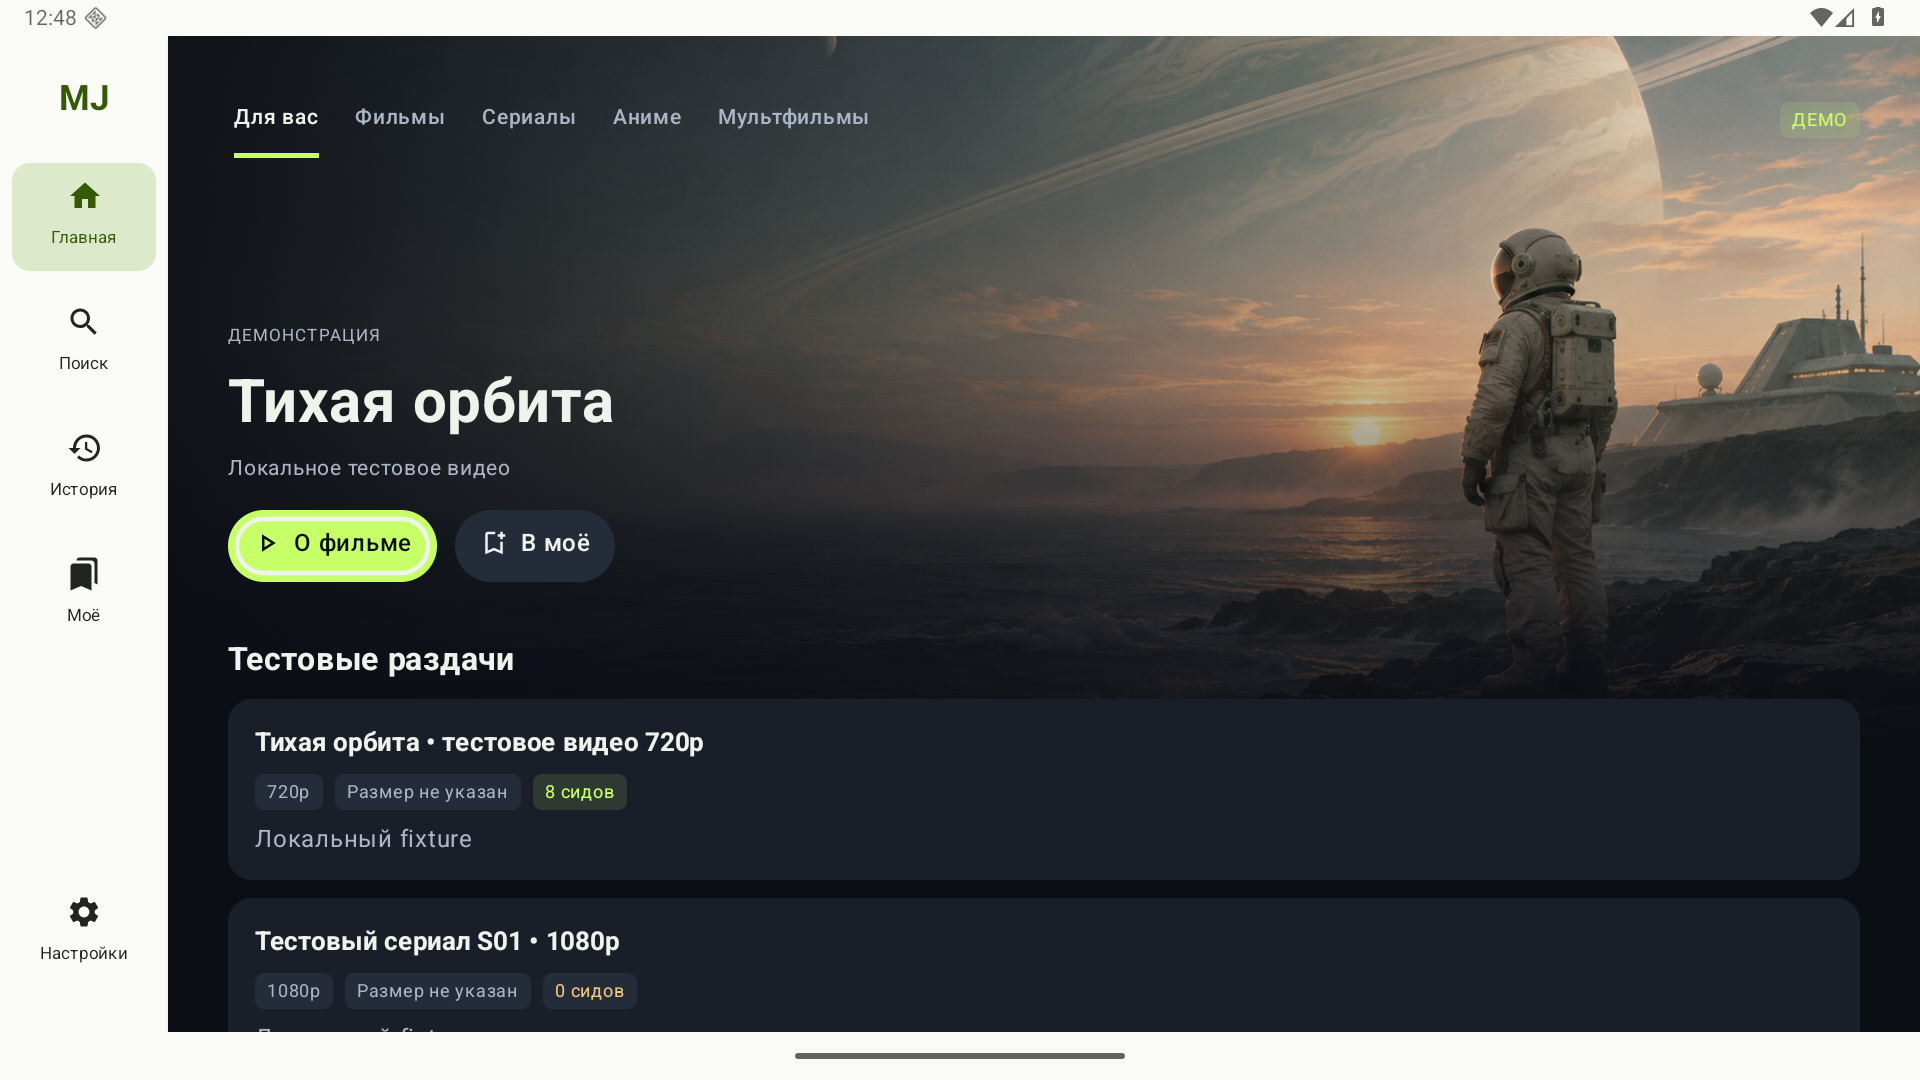 12:48
MJ
Главная
Поиск
История
Моё
Настройки
Для вас Фильмы Сериалы Аниме Мультфильмы
ДЕМО
ДЕМОНСТРАЦИЯ
Тихая орбита
Локальное тестовое видео
О фильме В моё
Тестовые раздачи
Тихая орбита • тестовое видео 720p
720p Размер не указан 8 сидов
Локальный fixture
Тестовый сериал S01 • 1080p
1080p Размер не указан 0 сидов